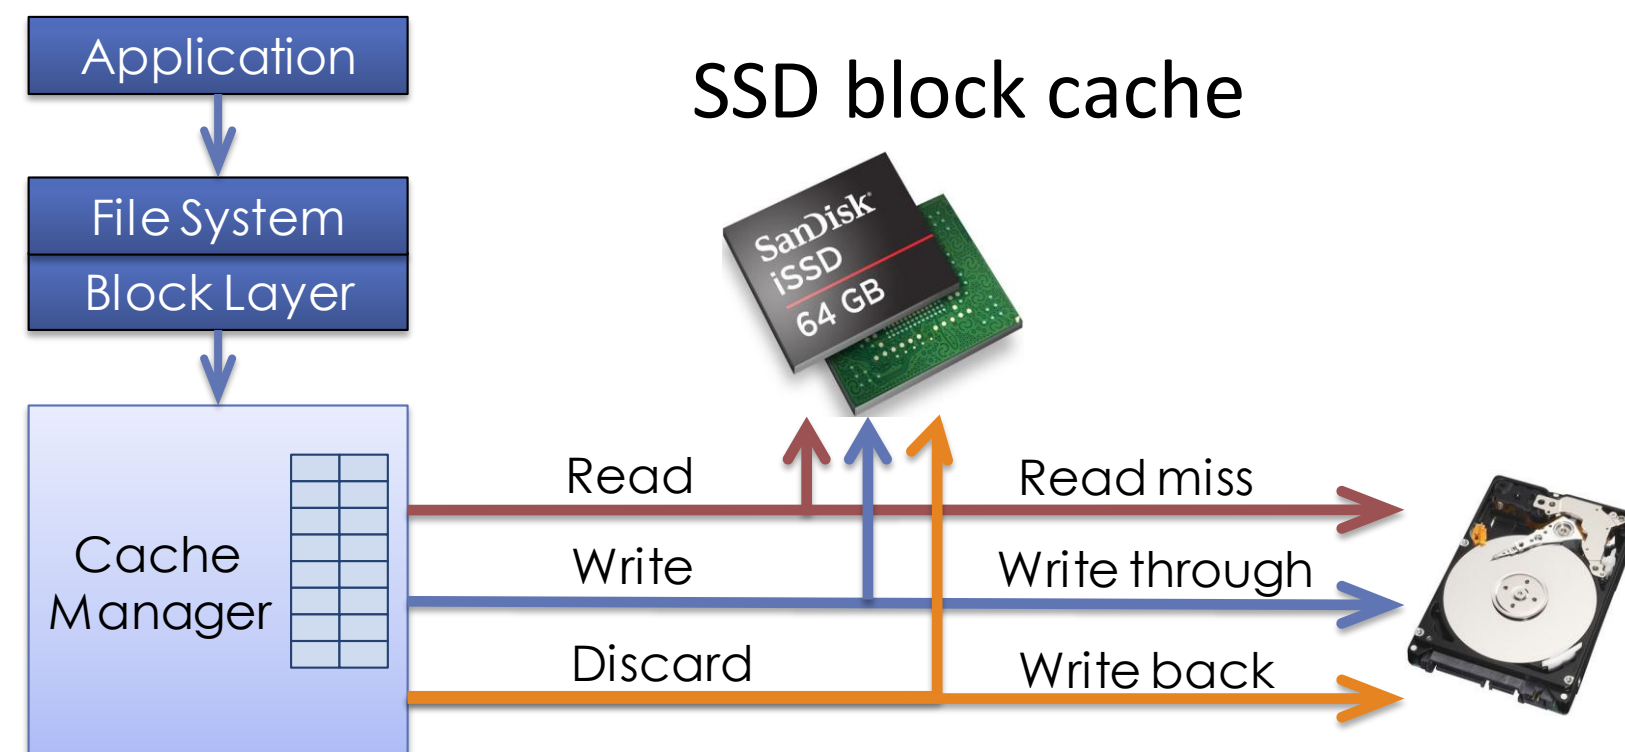 Application
SSD block cache
File System
Block Layer
SanDisk
iSSD
64 GB
Cache
Manager
Read
Read miss
Write
Write through
Discard
Write back